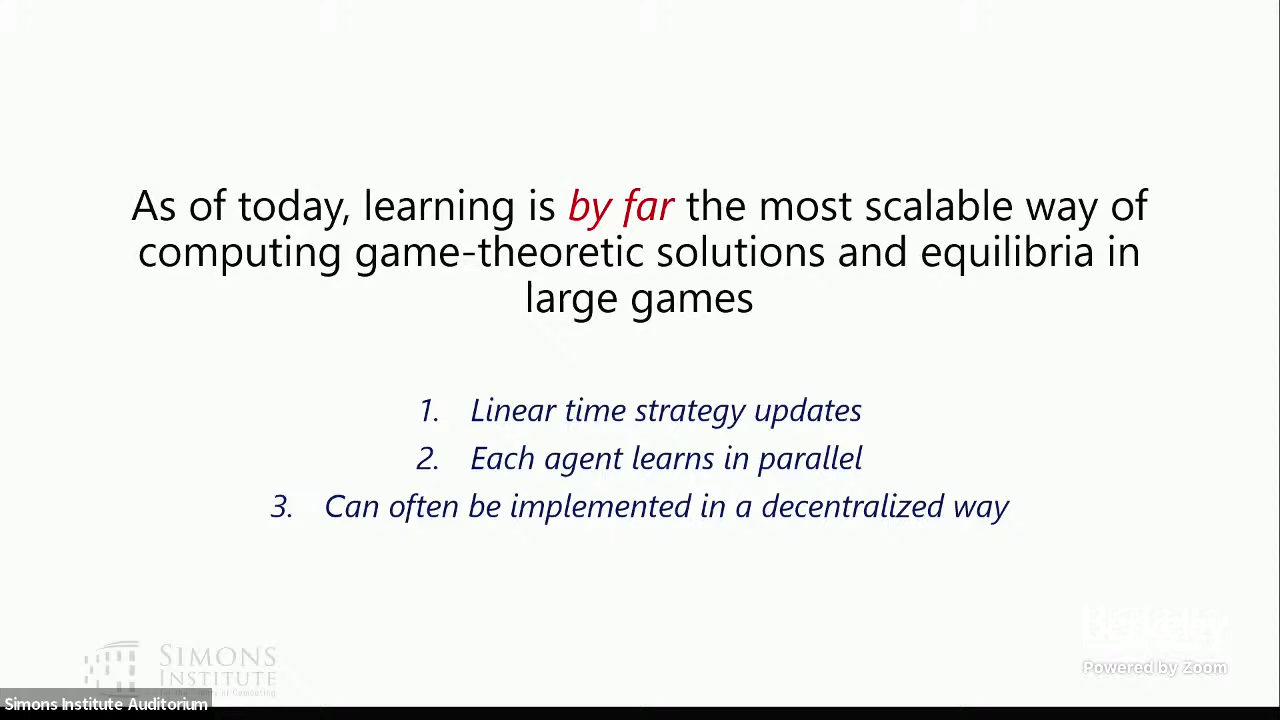 As of today, learning is by far the most scalable way of
computing game-theoretic solutions and equilibria in
large games
1. Linear time strategy updates
2. Each agent learns in parallel
3. Can often be implemented in a decentralized way
SIMONS
INSTITUTE
Berkeley
Powered by Zoom
Simons Institute Auditorium